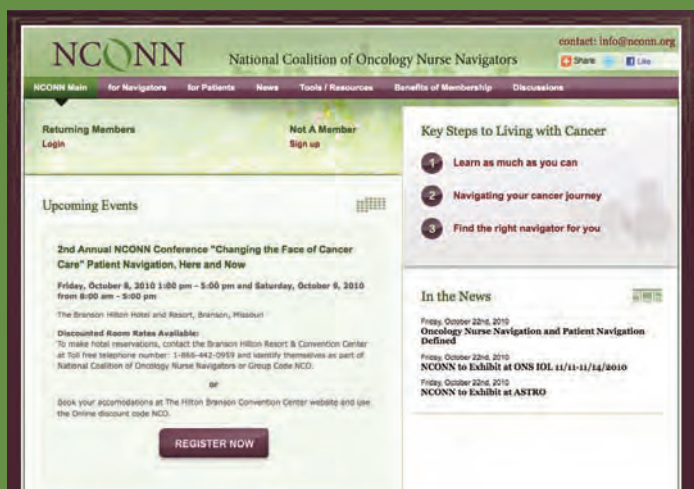 NCONN
National Coalition of Oncology Nurse Navigators
contact: info@nconn.org
Share
Like
NCONN Main for Navigators for Patients News Tools / Resources Benefits of Membership Discussions
Returning Members
Login
Not A Member
Sign up
Upcoming Events
2nd Annual NCONN Conference "Changing the Face of Cancer
Care" Patient Navigation, Here and Now
Friday, October 8, 2010 1:00 pm - 5:00 pm and Saturday, October 9, 2010
from 8:00 am - 5:00 pm
The Branson Hilton Hotel and Resort, Branson, Missouri
Discounted Room Rates Available:
To make hotel reservations, contact the Branson Hilton Resort & Convention Center
at Toll free telephone number: 1-866-442-0959 and identify themselves as part of
National Coalition of Oncology Nurse Navigators or Group Code NCO.
or
Book your accomodations at The Hilton Branson Convention Center website and use
the Online discount code NCO.
REGISTER NOW
Key Steps to Living with Cancer
1 Learn as much as you can
2 Navigating your cancer journey
3 Find the right navigator for you
In the News
Friday, October 22nd, 2010
Oncology Nurse Navigation and Patient Navigation
Defined
Friday, October 22nd, 2010
NCONN to Exhibit at ONS IOL 11/11-11/14/2010
Friday, October 22nd, 2010
NCONN to Exhibit at ASTRO